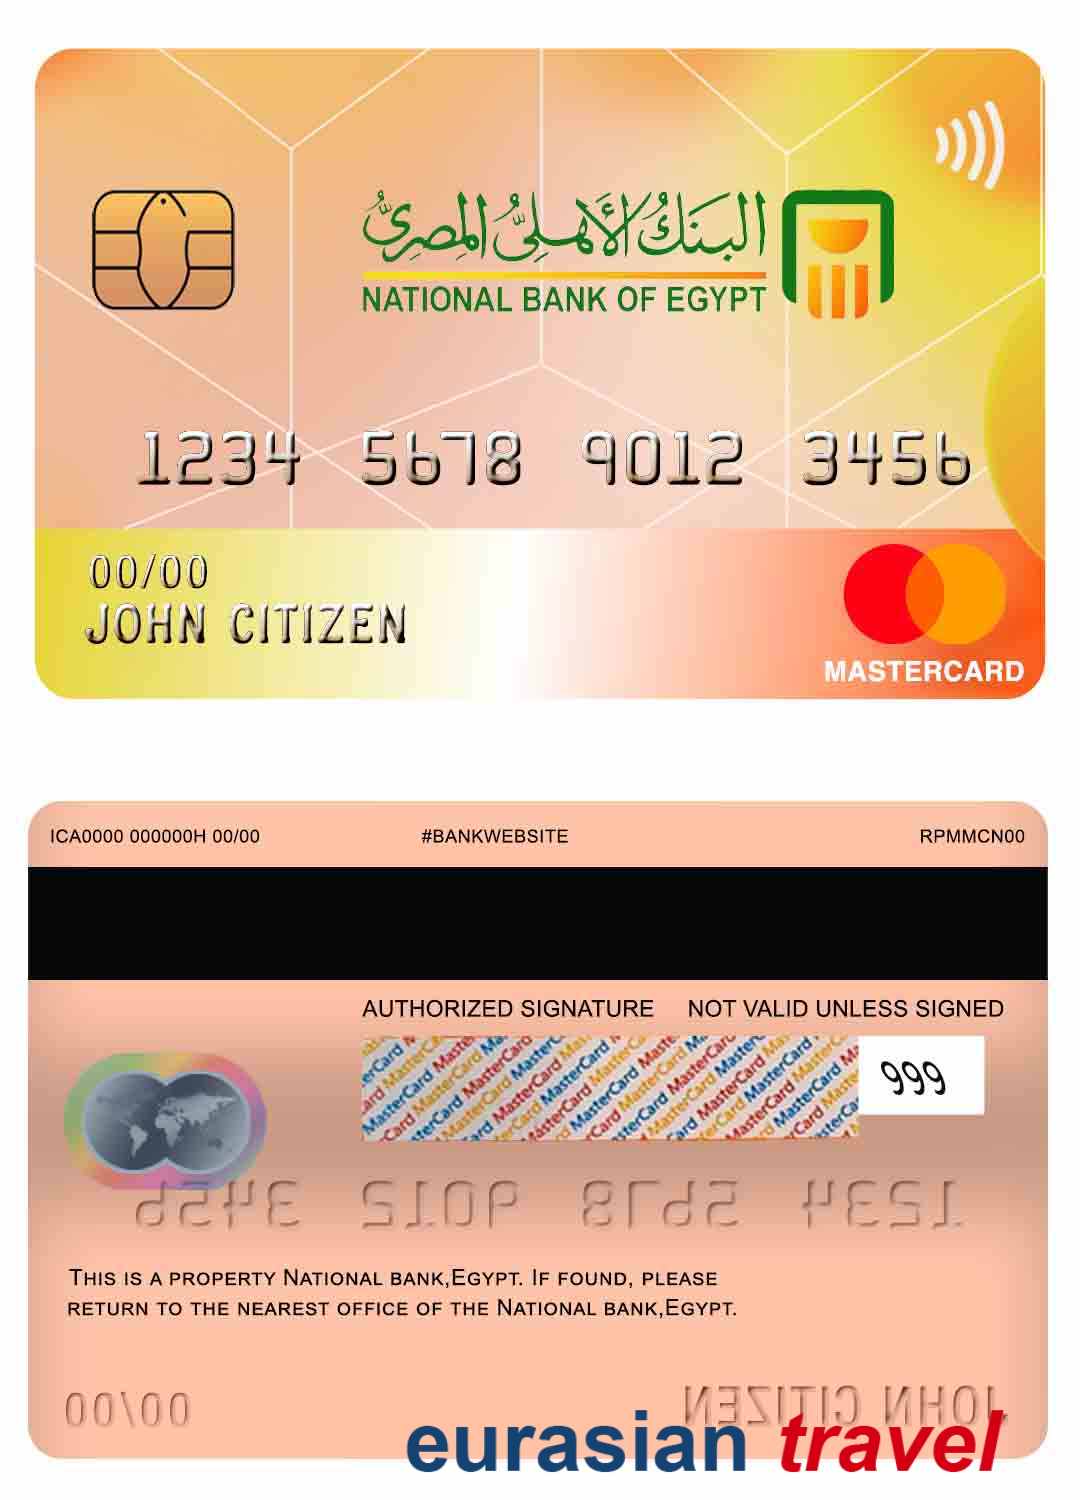 البنك الأهلي المصري
NATIONAL BANK OF EGYPT
1234 5678 9012 3456
00/00
JOHN CITIZEN
MASTERCARD
ICA0000 000000H 00/00 #BANKWEBSITE RPMMCN00
AUTHORIZED SIGNATURE NOT VALID UNLESS SIGNED
MasterCard MasterCard MasterCard MasterCard
999
1234 5678 9012 3456
THIS IS A PROPERTY NATIONAL BANK,EGYPT. IF FOUND, PLEASE
RETURN TO THE NEAREST OFFICE OF THE NATIONAL BANK,EGYPT.
00/00 JOHN CITIZEN
eurasian travel